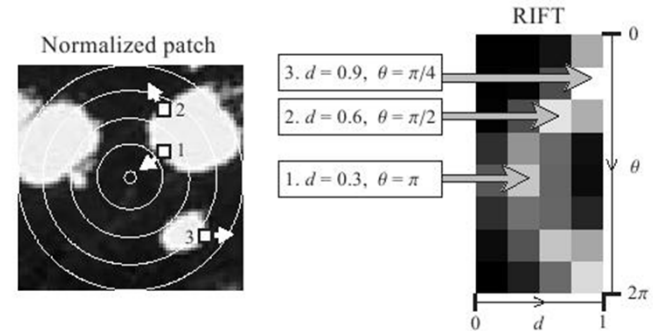 Normalized patch
2
1
3
3. d = 0.9, θ = π/4
2. d = 0.6, θ = π/2
1. d = 0.3, θ = π
RIFT
0
θ
2π
0
d
1